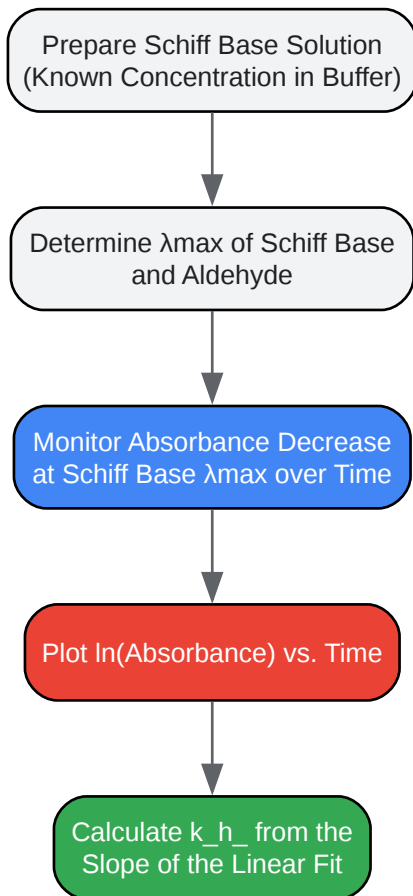 Prepare Schiff Base Solution
(Known Concentration in Buffer)
Determine λmax of Schiff Base
and Aldehyde
Monitor Absorbance Decrease
at Schiff Base λmax over Time
Plot ln(Absorbance) vs. Time
Calculate k_h_ from the
Slope of the Linear Fit